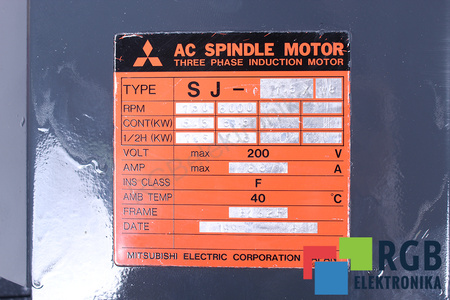 AC SPINDLE MOTOR
THREE PHASE INDUCTION MOTOR
TYPE SJ-
RPM
CONT(KW)
1/2H (KW)
VOLT max 200 V
AMP max A
INS CLASS F
AMB TEMP 40 °C
FRAME
DATE
MITSUBISHI ELECTRIC CORPORATION
RGB
ELEKTRONIKA